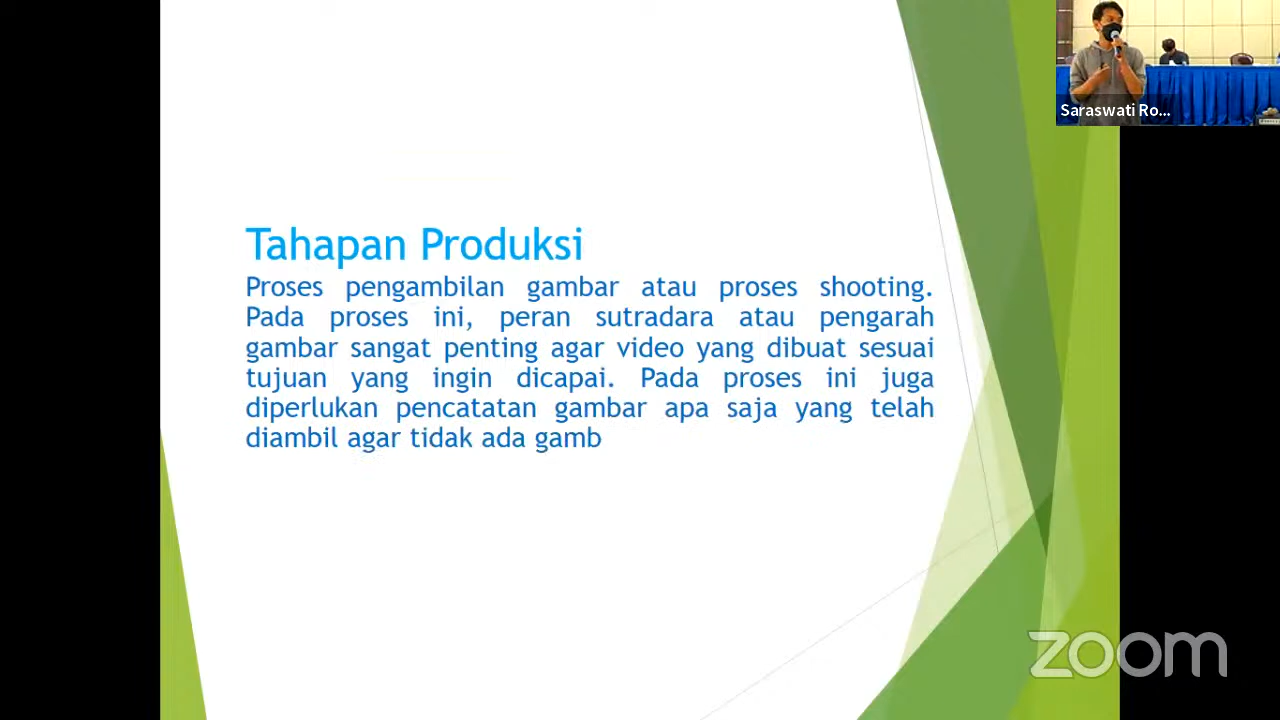 Saraswati Ro...
Tahapan Produksi
Proses pengambilan gambar atau proses shooting.
Pada proses ini, peran sutradara atau pengarah
gambar sangat penting agar video yang dibuat sesuai
tujuan yang ingin dicapai. Pada proses ini juga
diperlukan pencatatan gambar apa saja yang telah
diambil agar tidak ada gamb
zoom